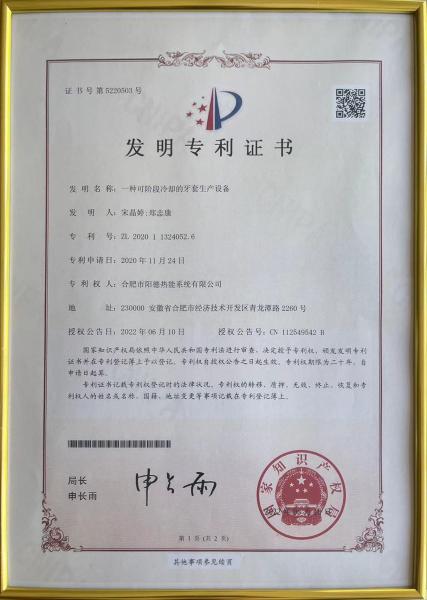 证书号第5220503号
发明专利证书
发明名称：一种可阶段冷却的牙套生产设备
发明人：宋晶婷;郑志康
专利号：ZL 2020 1 1324052.6
专利申请日：2020年11月24日
专利权人：合肥市阳德热能系统有限公司
地址：230000 安徽省合肥市经济技术开发区青龙潭路2260号
授权公告日：2022年06月10日 授权公告号：CN 112549542 B
国家知识产权局依照中华人民共和国专利法进行审查，决定授予专利权，颁发发明专利
证书并在专利登记簿上予以登记。专利权自授权公告之日起生效。专利权期限为二十年，自
申请日起算。
专利证书记载专利权登记时的法律状况。专利权的转移、质押、无效、终止、恢复和专
利权人的姓名或名称、国籍、地址变更等事项记载在专利登记簿上。
局长
申长雨
申长雨
国家知识产权局
第1页(共2页)
其他事项参见续页